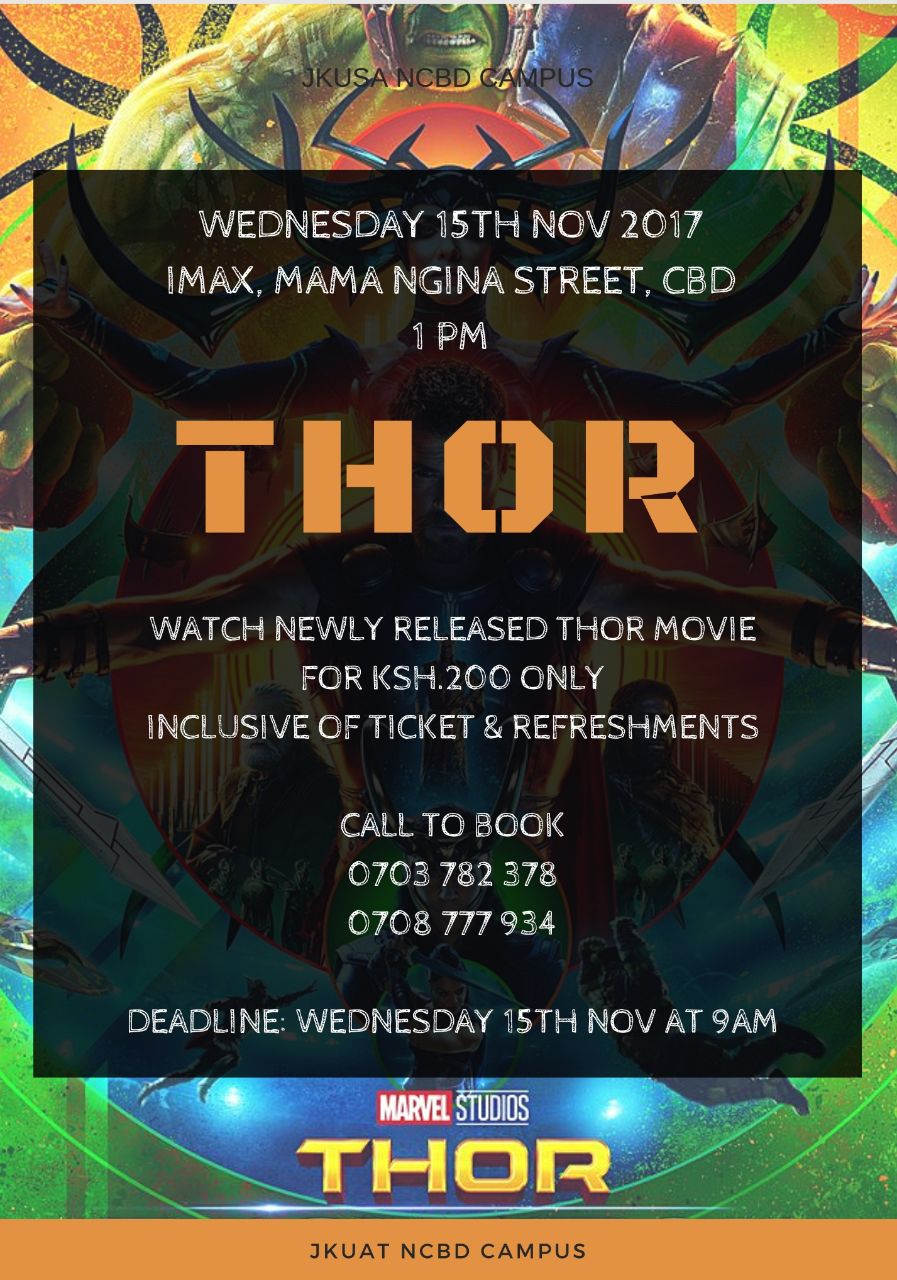 JKUSA NCBD CAMPUS
WEDNESDAY 15TH NOV 2017
IMAX, MAMA NGINA STREET, CBD
1 PM
THOR
WATCH NEWLY RELEASED THOR MOVIE
FOR KSH.200 ONLY
INCLUSIVE OF TICKET & REFRESHMENTS
CALL TO BOOK
0703 782 378
0708 777 934
DEADLINE: WEDNESDAY 15TH NOV AT 9AM
MARVEL STUDIOS
THOR
JKUAT NCBD CAMPUS